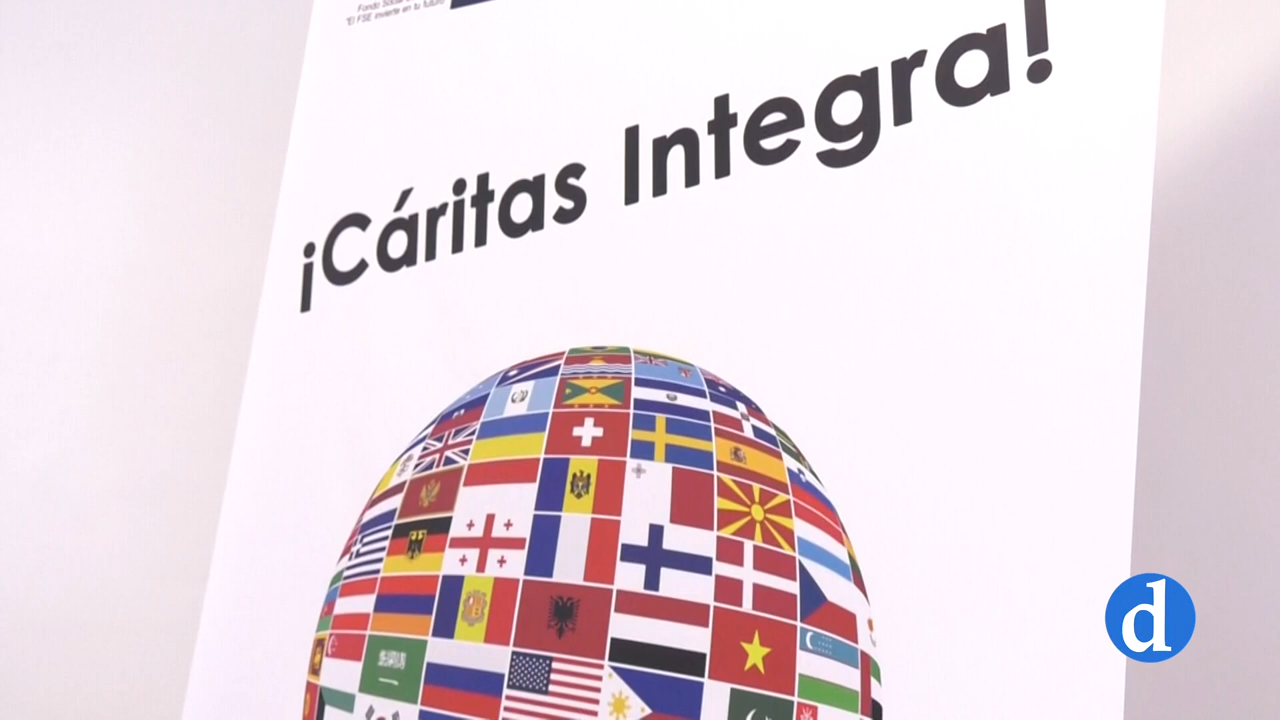 Fondo Social
"El FSE invierte en tu futuro
¡Cáritas Integra!
d